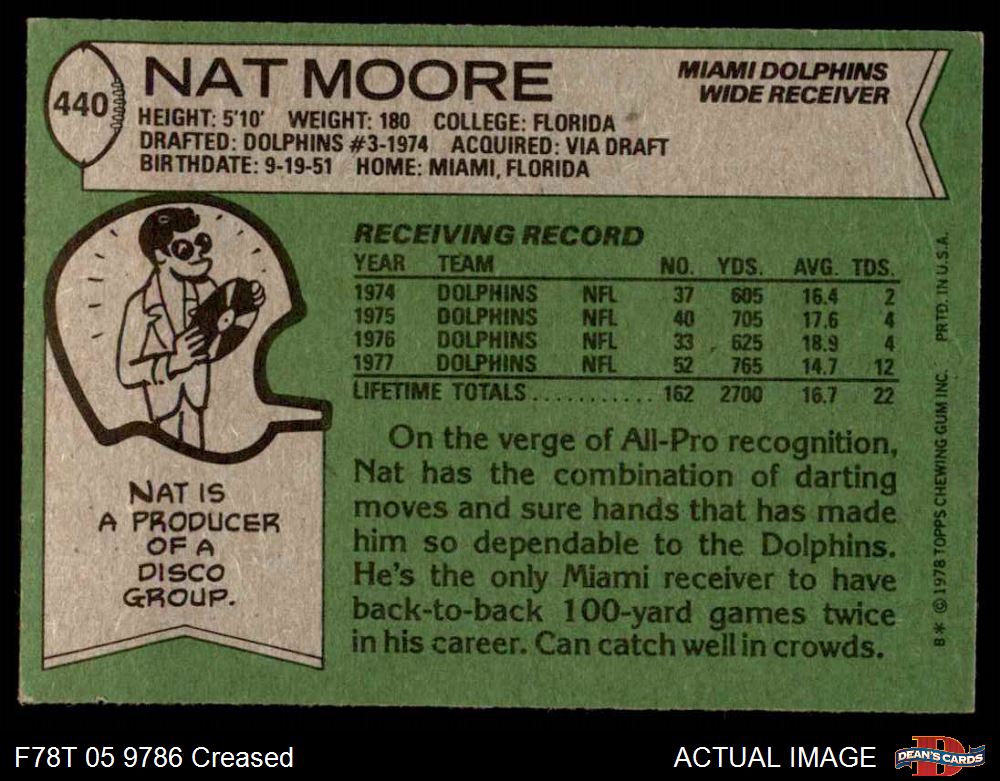 440
NAT MOORE
MIAMI DOLPHINS
WIDE RECEIVER
HEIGHT: 5'10' WEIGHT: 180 COLLEGE: FLORIDA
DRAFTED: DOLPHINS #3-1974 ACQUIRED: VIA DRAFT
BIRTHDATE: 9-19-51 HOME: MIAMI, FLORIDA
RECEIVING RECORD
YEAR TEAM NO. YDS. AVG. TDS.
1974 DOLPHINS NFL 37 605 16.4 2
1975 DOLPHINS NFL 40 705 17.6 4
1976 DOLPHINS NFL 33 625 18.9 4
1977 DOLPHINS NFL 52 765 14.7 12
LIFETIME TOTALS........... 162 2700 16.7 22
On the verge of All-Pro recognition,
Nat has the combination of darting
moves and sure hands that has made
him so dependable to the Dolphins.
He's the only Miami receiver to have
back-to-back 100-yard games twice
in his career. Can catch well in crowds.
NAT IS
A PRODUCER
OF A
DISCO
GROUP.
B* © 1978 TOPPS CHEWING GUM INC. PRTD. IN U.S.A.
F78T 05 9786 Creased
ACTUAL IMAGE
D
DEAN'S CARDS